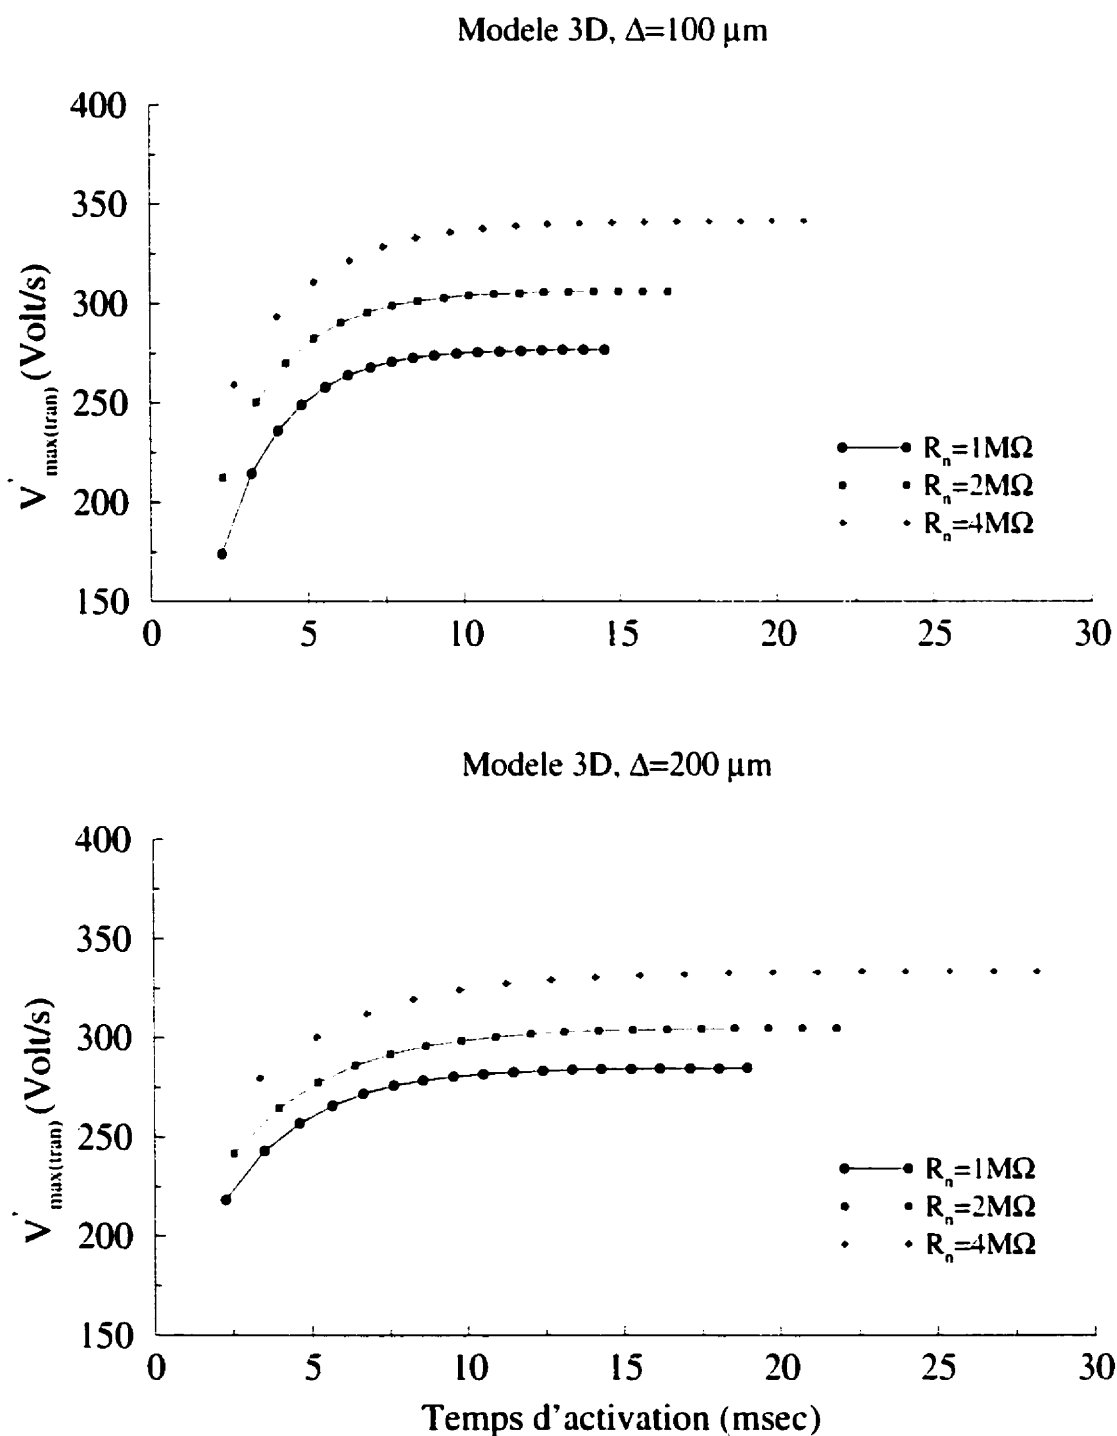 Modele 3D, Δ=100 μm
400
350
300
250
200
150
V̇max(tran) (Volt/s)
Rn=1MΩ
Rn=2MΩ
Rn=4MΩ
0 5 10 15 20 25 30
Modele 3D, Δ=200 μm
400
350
300
250
200
150
V̇max(tran) (Volt/s)
Rn=1MΩ
Rn=2MΩ
Rn=4MΩ
0 5 10 15 20 25 30
Temps d'activation (msec)